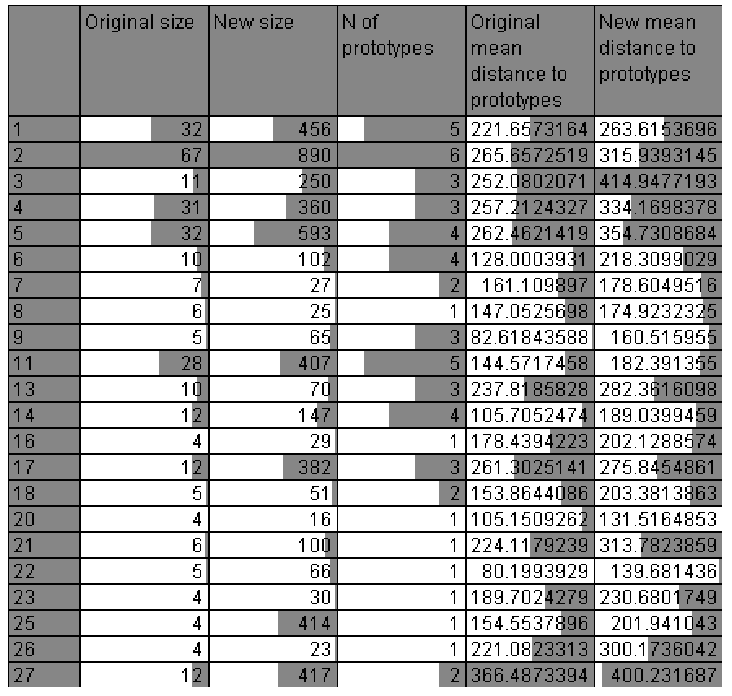 Original size New size N of prototypes Original mean distance to prototypes New mean distance to prototypes
1 32 456 5 221.6573164 263.6153696
2 67 890 6 265.6572519 315.9393145
3 11 250 3 252.0802071 414.9477193
4 31 360 3 257.2124327 334.1698378
5 32 593 4 262.4621419 354.7308684
6 10 102 4 128.0003931 218.3099029
7 7 27 2 161.109897 178.6049516
8 6 25 1 147.0525698 174.9232325
9 5 65 3 82.61843588 160.515955
11 28 407 5 144.5717458 182.391355
13 10 70 3 237.8185828 282.3616098
14 12 147 4 105.7052474 189.0399459
16 4 29 1 178.4394223 202.1288574
17 12 382 3 261.3025141 275.8454861
18 5 51 2 153.8644086 203.3813863
20 4 16 1 105.1509262 131.5164853
21 6 100 1 224.1179239 313.7823859
22 5 66 1 80.1993929 139.681436
23 4 30 1 189.7024279 230.6801749
25 4 414 1 154.5537896 201.941043
26 4 23 1 221.0823313 300.1736042
27 12 417 2 366.4873394 400.231687